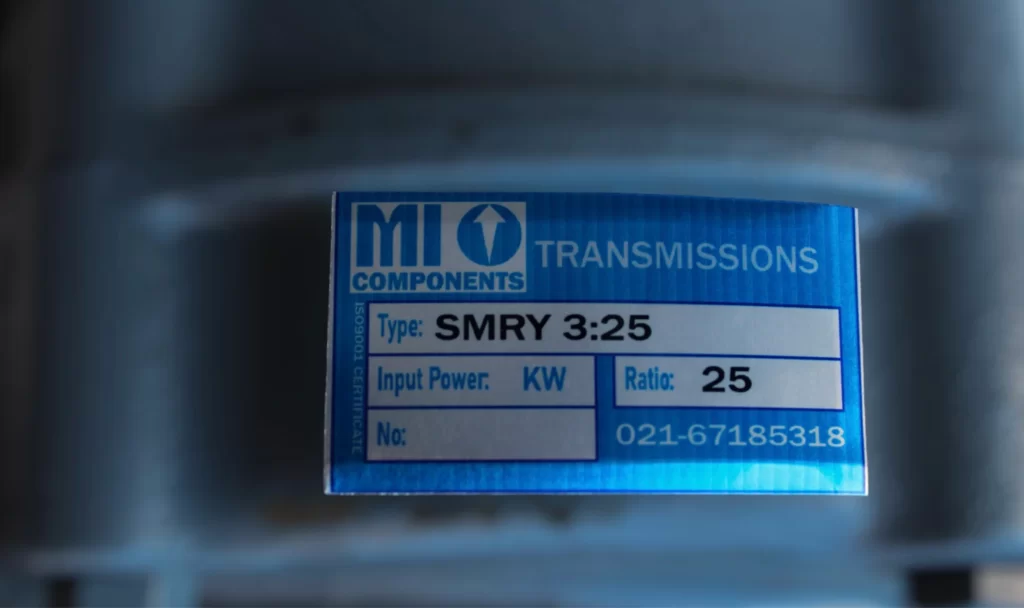 MI
COMPONENTS
TRANSMISSIONS
ISO9001 CERTIFICATE
Type: SMRY 3:25
Input Power: KW
Ratio: 25
No:
021-67185318